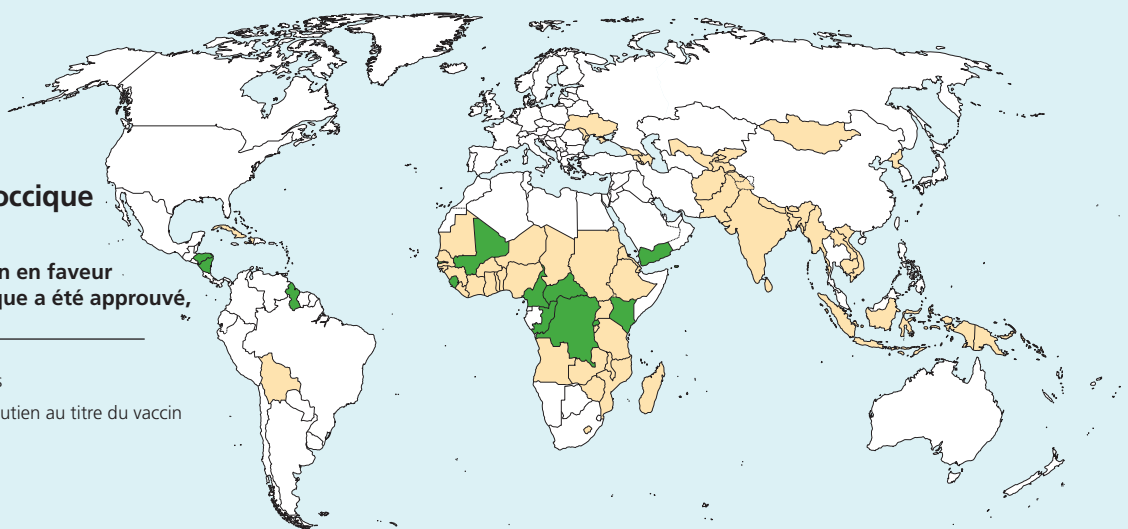 occique
n en faveur
que a été approuvé,
s
utien au titre du vaccin